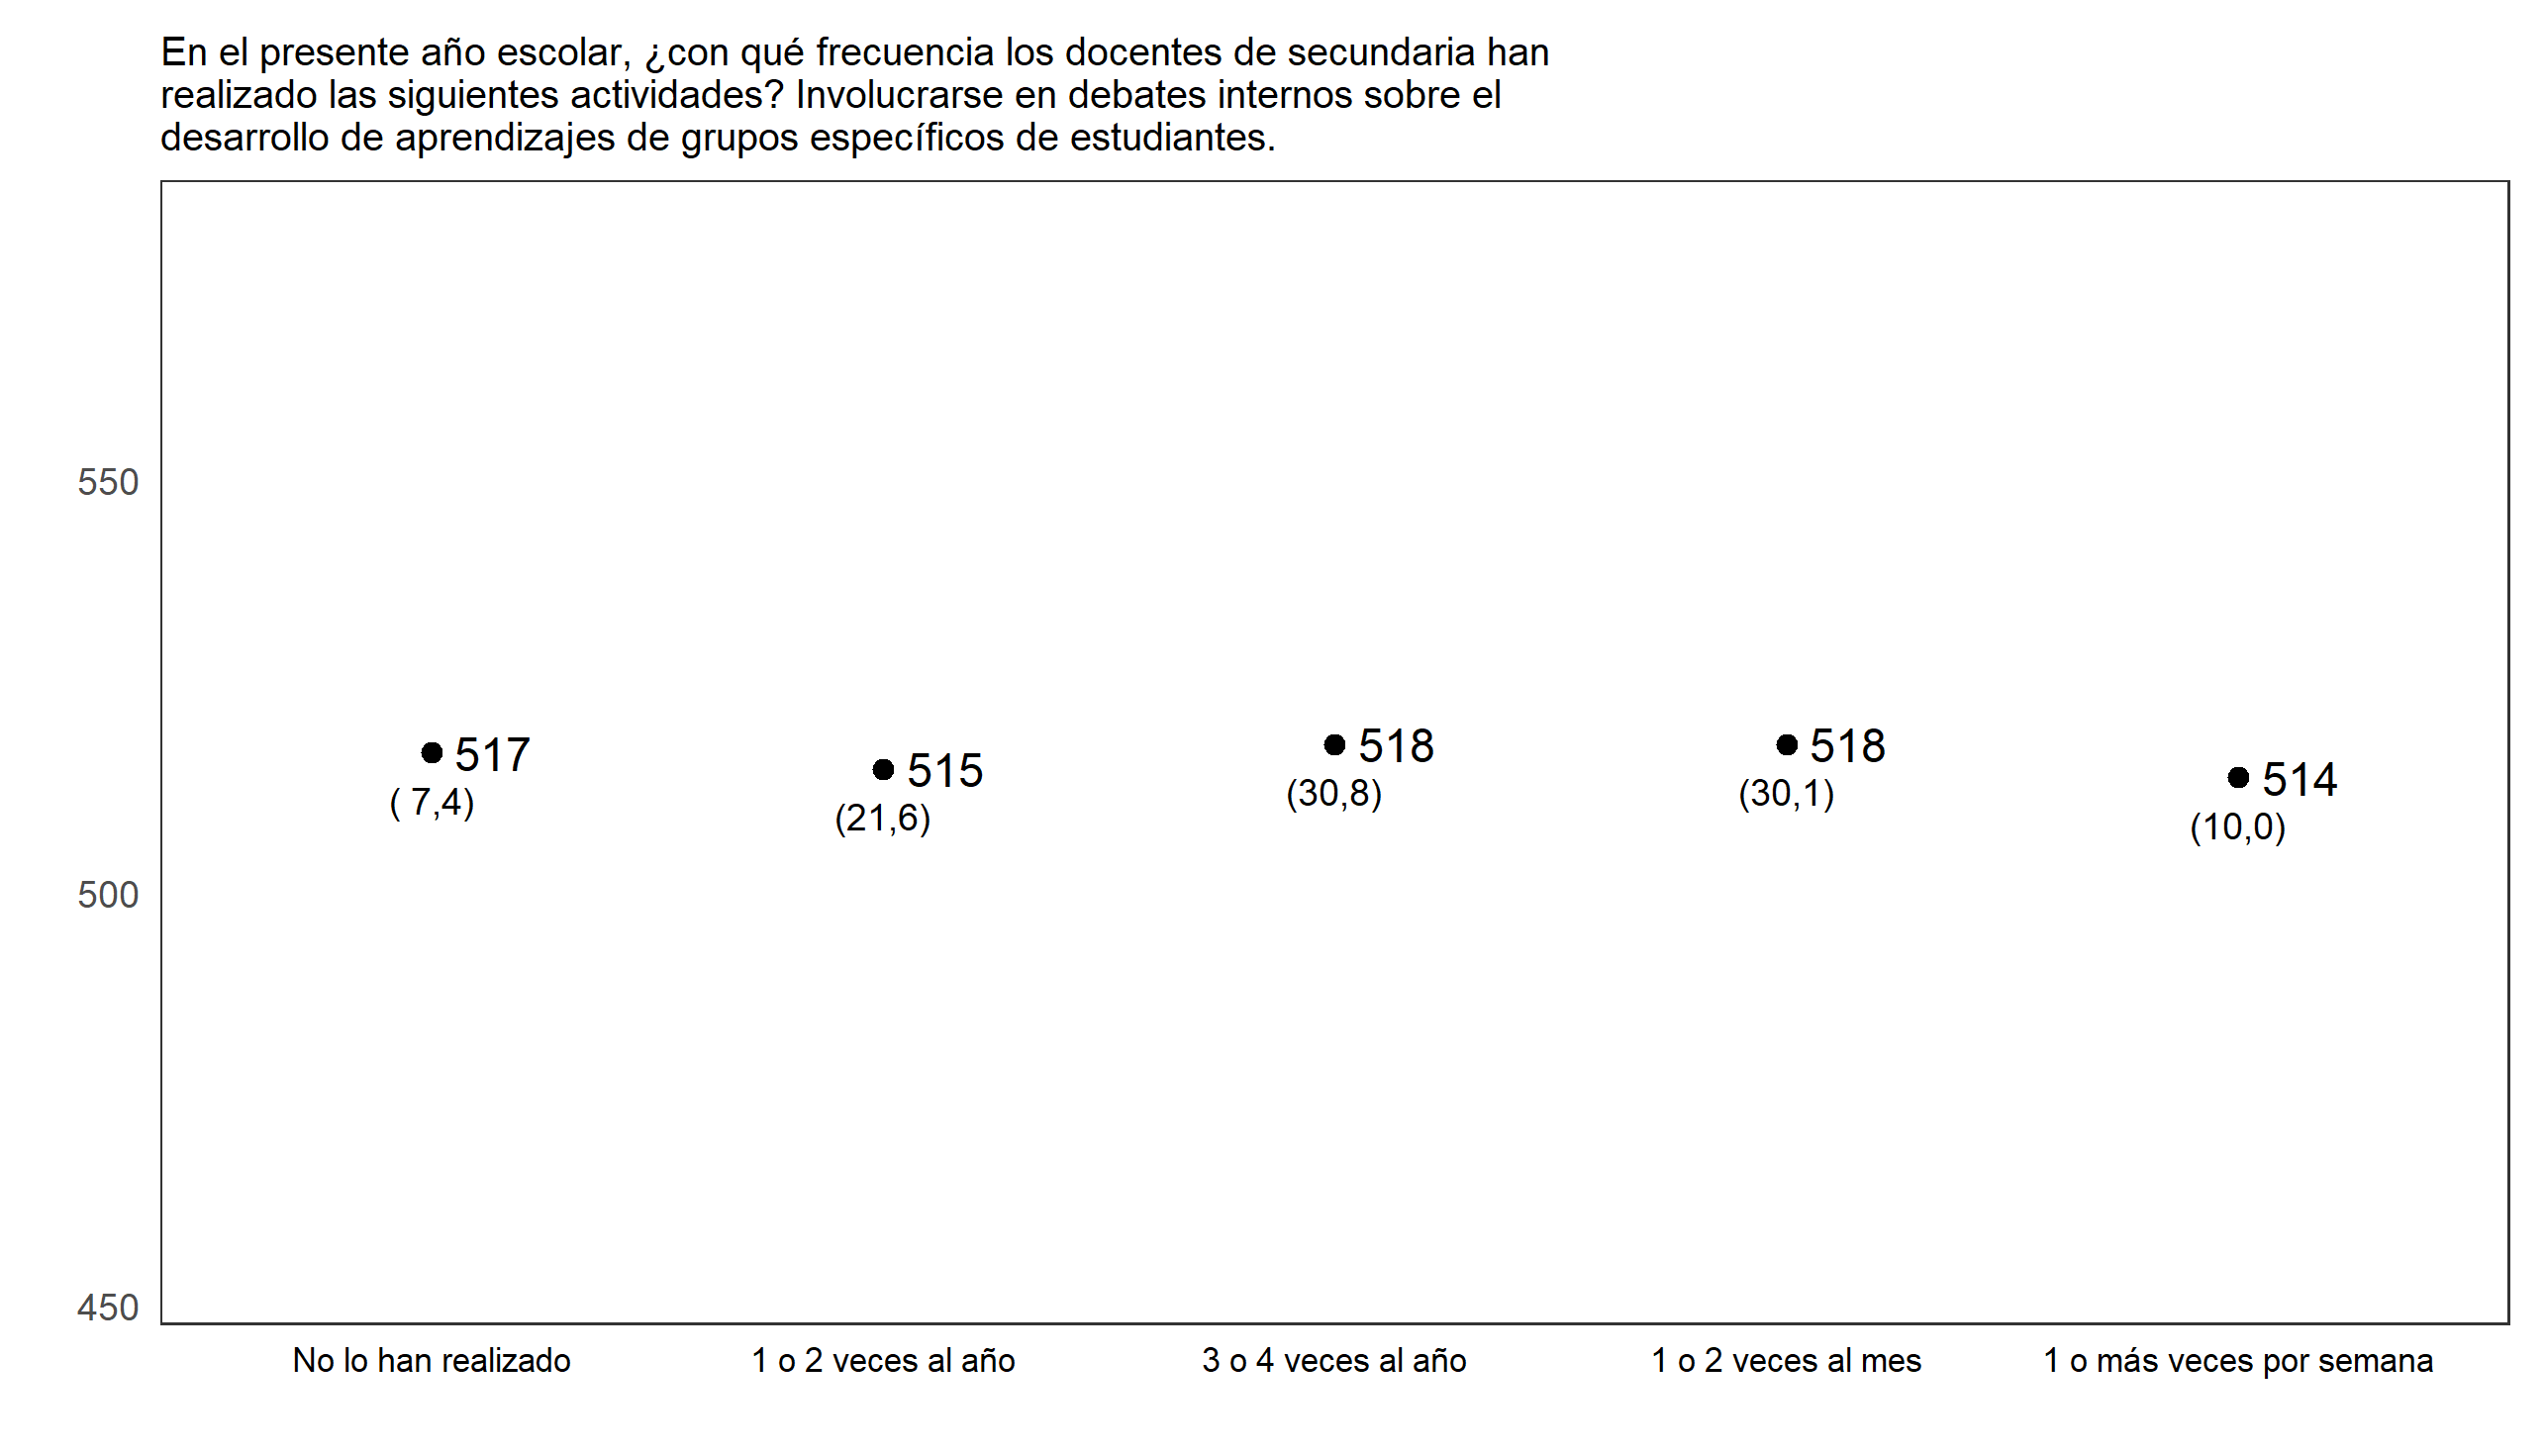 En el presente año escolar, ¿con qué frecuencia los docentes de secundaria han
realizado las siguientes actividades? Involucrarse en debates internos sobre el
desarrollo de aprendizajes de grupos específicos de estudiantes.
550
517
( 7,4)
515
(21,6)
518
(30,8)
518
(30,1)
514
(10,0)
500
450
No lo han realizado
1 o 2 veces al año
3 o 4 veces al año
1 o 2 veces al mes
1 o más veces por semana